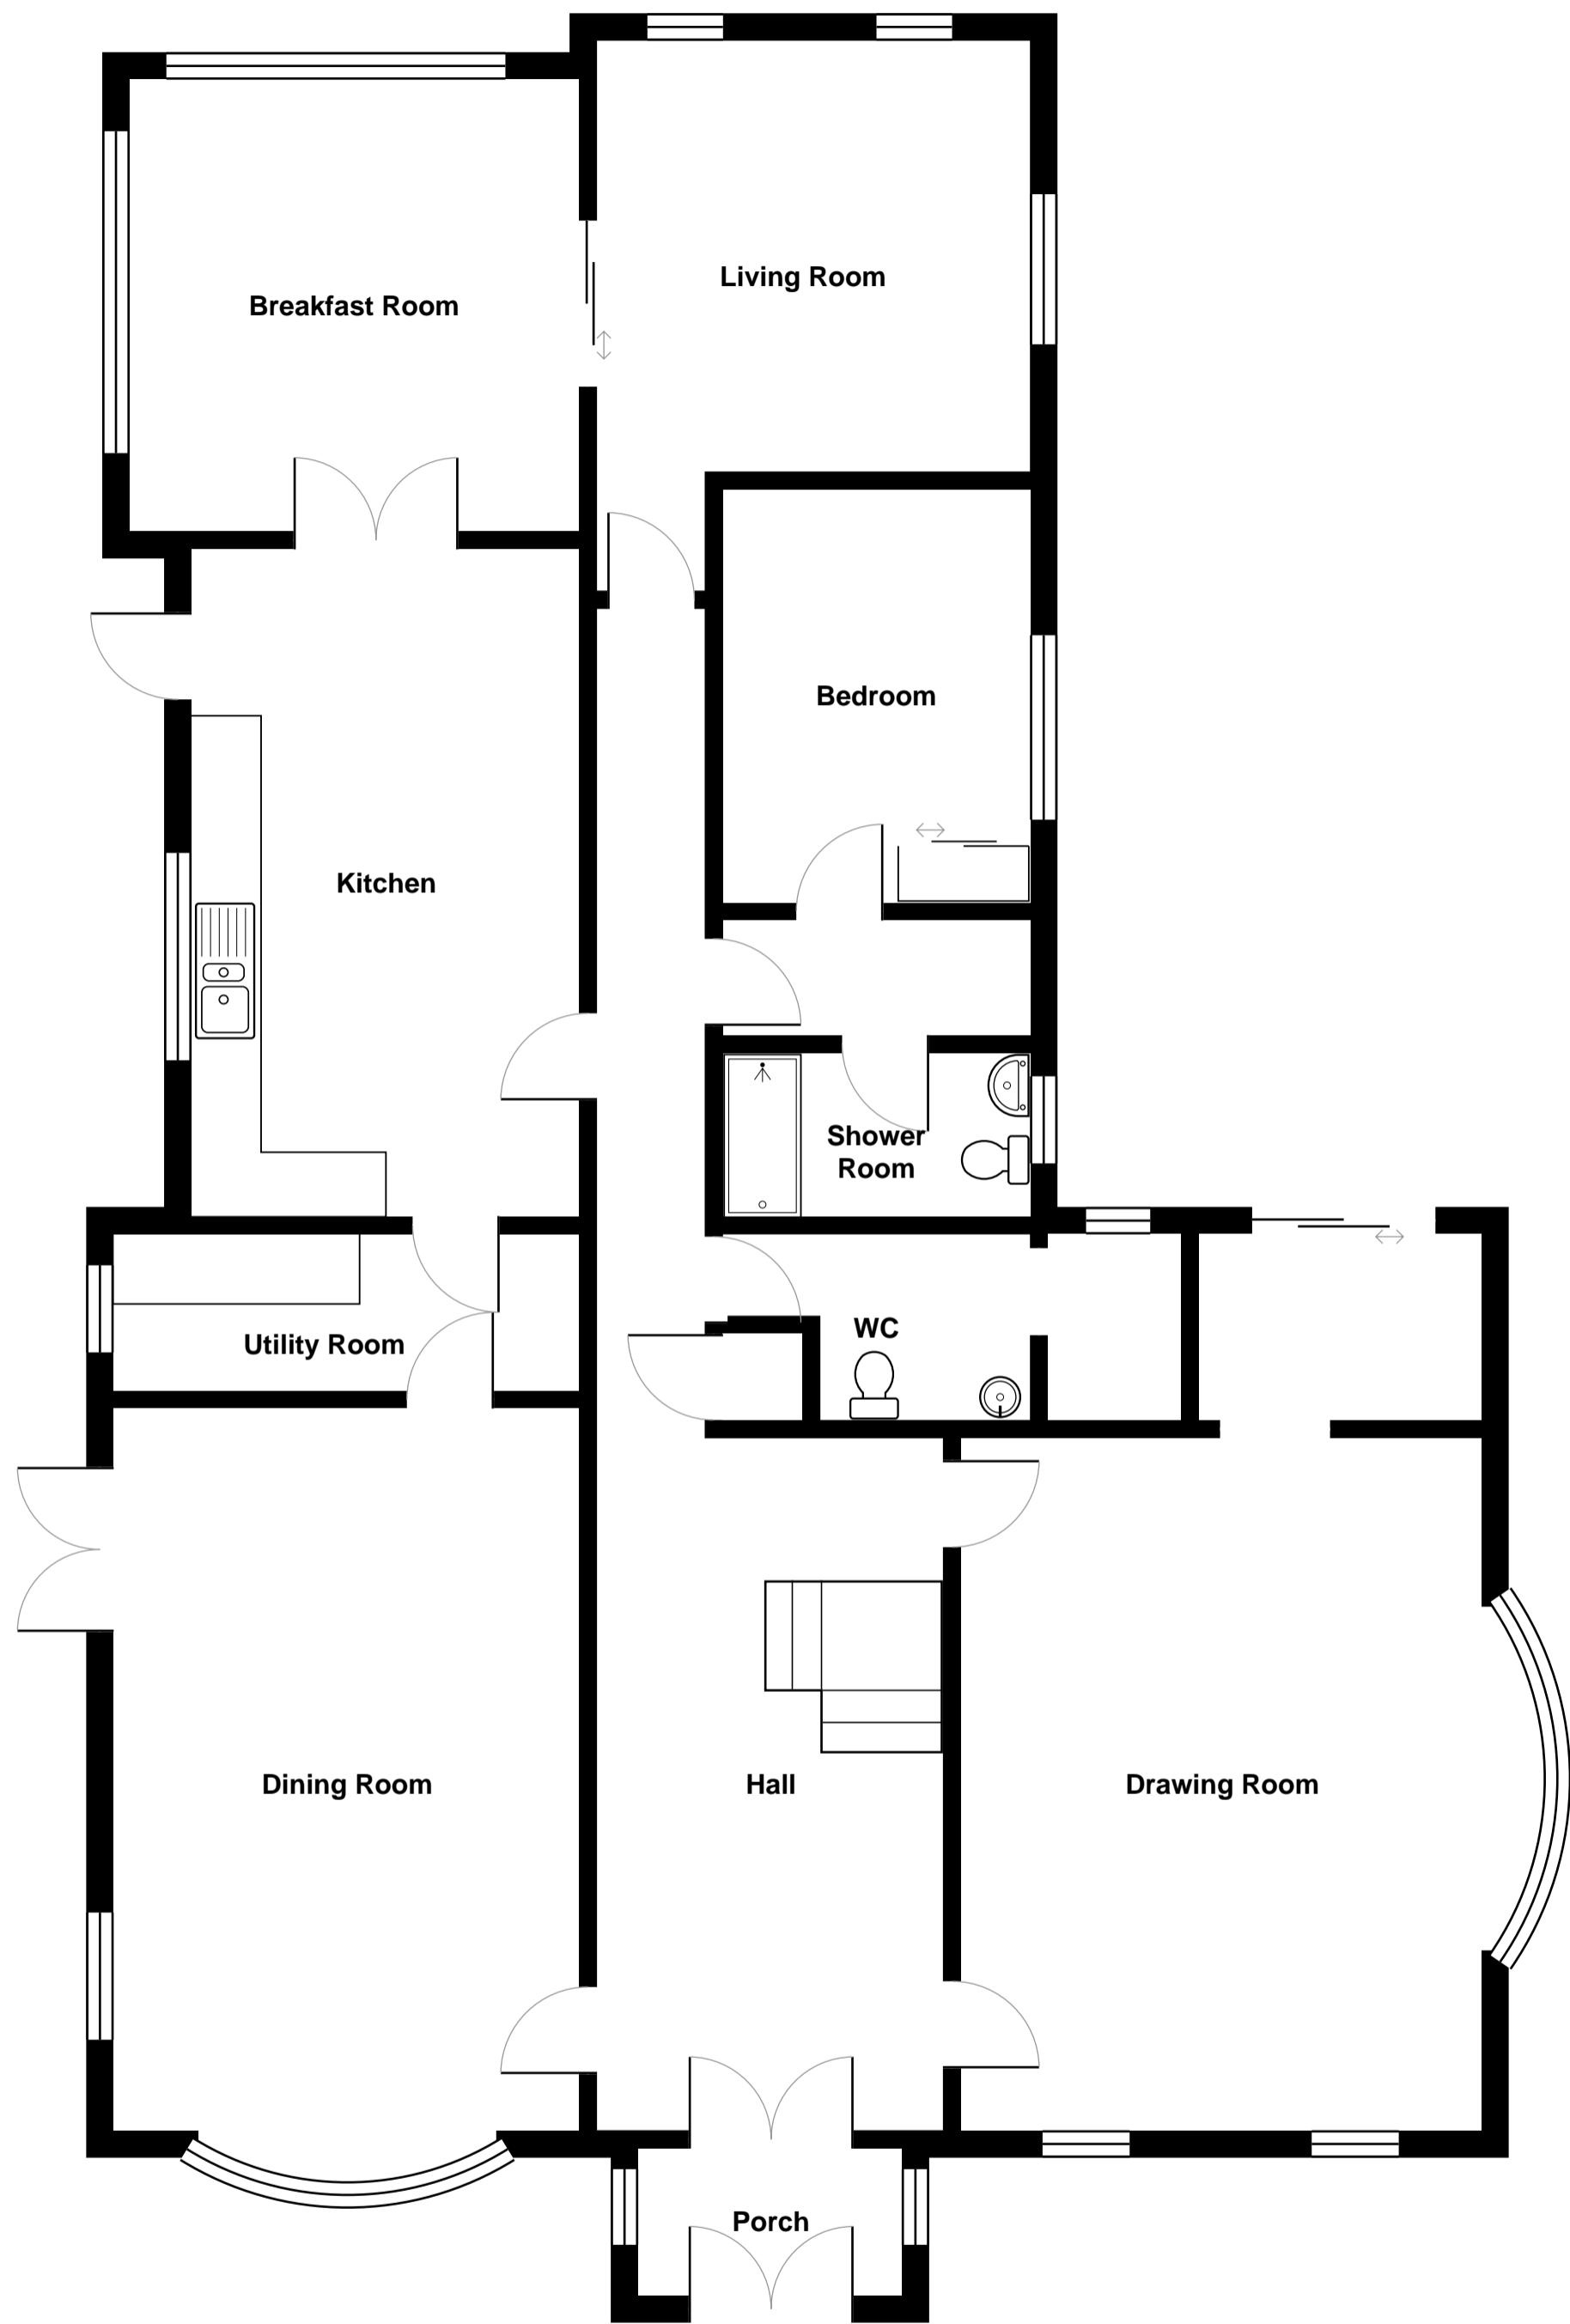 Living Room
Breakfast Room
Bedroom
Kitchen
Shower
Room
WC
Utility Room
Dining Room
Hall
Drawing Room
Porch